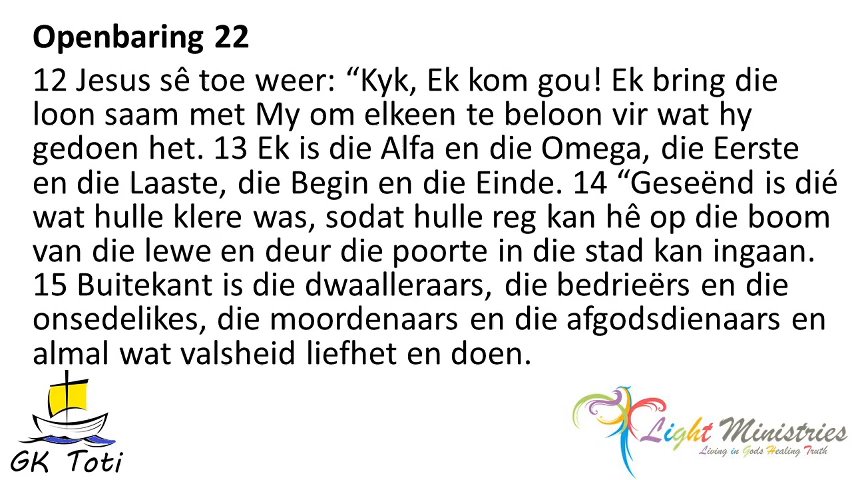 Openbaring 22
12 Jesus sê toe weer: “Kyk, Ek kom gou! Ek bring die
loon saam met My om elkeen te beloon vir wat hy
gedoen het. 13 Ek is die Alfa en die Omega, die Eerste
en die Laaste, die Begin en die Einde. 14 “Geseënd is dié
wat hulle klere was, sodat hulle reg kan hê op die boom
van die lewe en deur die poorte in die stad kan ingaan.
15 Buitekant is die dwaalleraars, die bedrieërs en die
onsedelikes, die moordenaars en die afgodsdienaars en
almal wat valsheid liefhet en doen.
GK Toti
Light Ministries
Living in Gods Healing Truth